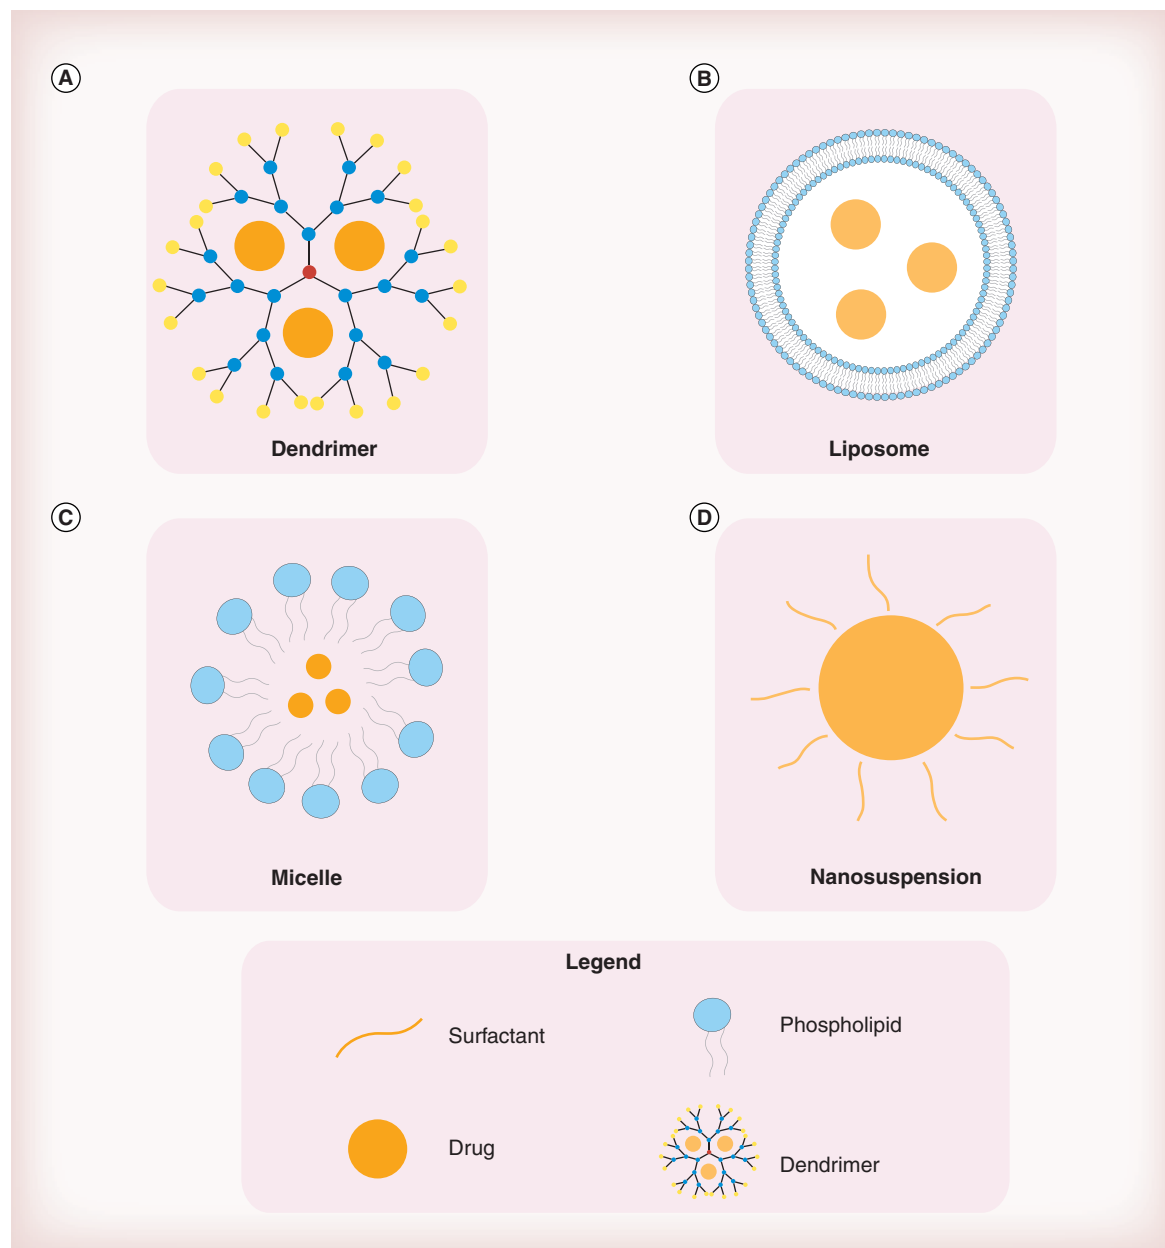 A
B
Dendrimer
Liposome
C
D
Micelle
Nanosuspension
Legend
Surfactant
Phospholipid
Drug
Dendrimer